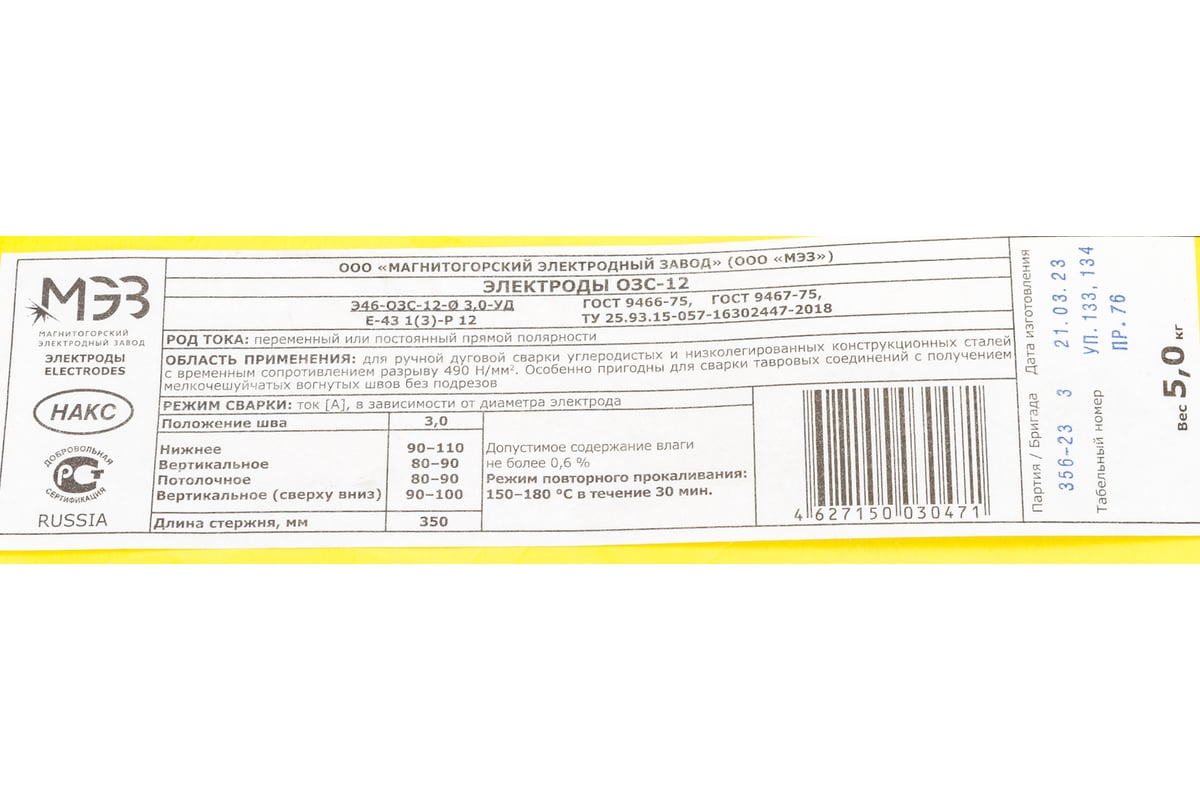 МЭЗ
МАГНИТОГОРСКИЙ
ЭЛЕКТРОДНЫЙ ЗАВОД
ЭЛЕКТРОДЫ
ELECTRODES
НАКС
ДОБРОВОЛЬНАЯ
РСТ
СЕРТИФИКАЦИЯ
RUSSIA
ООО «МАГНИТОГОРСКИЙ ЭЛЕКТРОДНЫЙ ЗАВОД» (ООО «МЭЗ»)
ЭЛЕКТРОДЫ ОЗС-12
Э46-ОЗС-12-Ø 3,0-УД
Е-43 1(3)-Р 12
ГОСТ 9466-75, ГОСТ 9467-75,
ТУ 25.93.15-057-16302447-2018
РОД ТОКА: переменный или постоянный прямой полярности
ОБЛАСТЬ ПРИМЕНЕНИЯ: для ручной дуговой сварки углеродистых и низколегированных конструкционных сталей
с временным сопротивлением разрыву 490 Н/мм². Особенно пригодны для сварки тавровых соединений с получением
мелкочешуйчатых вогнутых швов без подрезов
РЕЖИМ СВАРКИ: ток [А], в зависимости от диаметра электрода
Положение шва 3,0
Нижнее 90–110
Вертикальное 80–90
Потолочное 80–90
Вертикальное (сверху вниз) 90–100
Длина стержня, мм 350
Допустимое содержание влаги
не более 0,6 %
Режим повторного прокаливания:
150–180 °С в течение 30 мин.
4 627150 030471
Партия / Бригада Дата изготовления
356-23 3 21.03.23
УП.133,134
Табельный номер ПР.76
Вес 5,0 кг